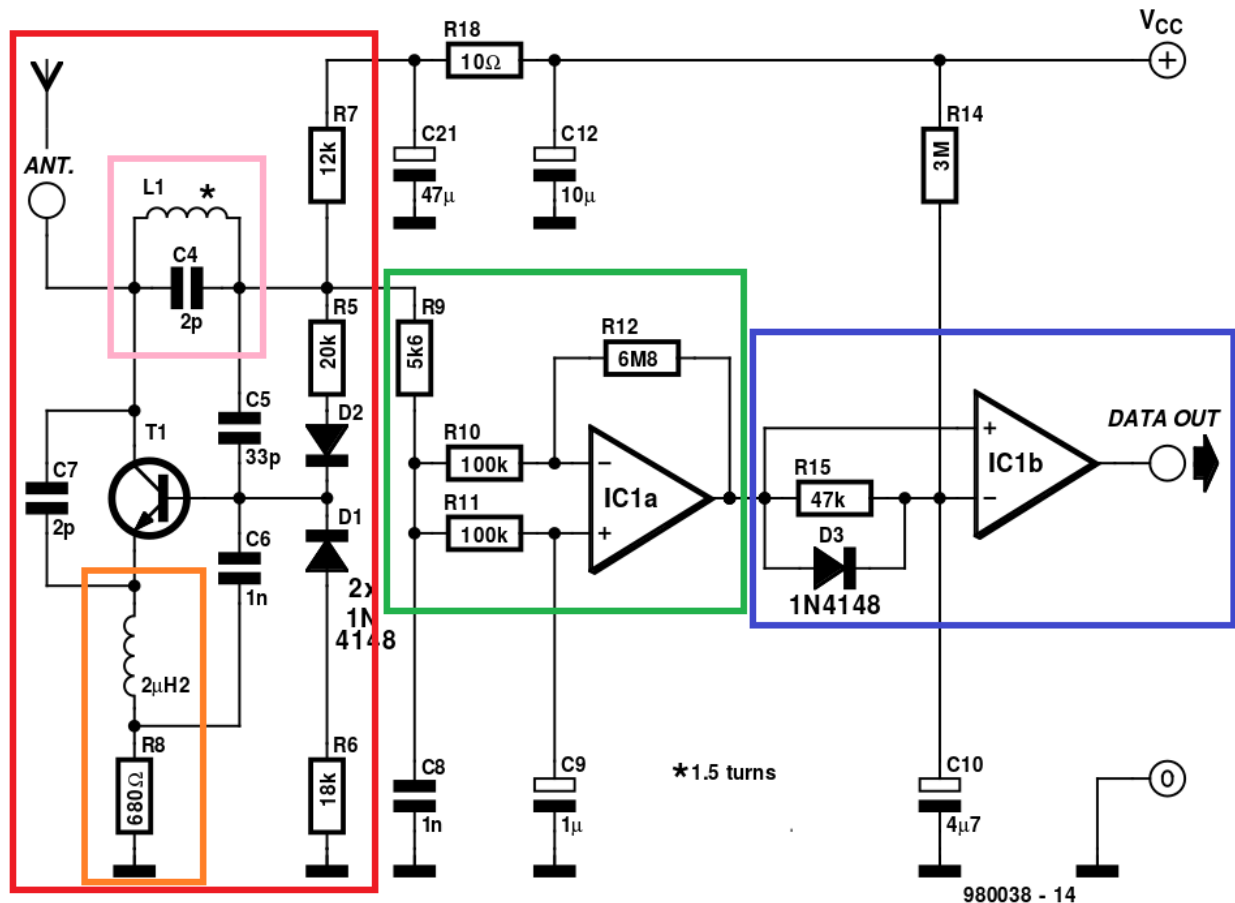 VCC
R18
10Ω
R7
12k
C21
47µ
C12
10µ
R14
3M
ANT.
L1
*
C4
2p
R5
20k
R9
5k6
R12
6M8
C5
33p
D2
T1
R10
100k
−
IC1a
R11
100k
+
C7
2p
+
IC1b
−
DATA OUT
R15
47k
D3
1N4148
D1
2x
1N
4148
C6
1n
2µH2
R8
680Ω
R6
18k
C8
1n
C9
1µ
*1.5 turns
C10
4µ7
0
980038 - 14